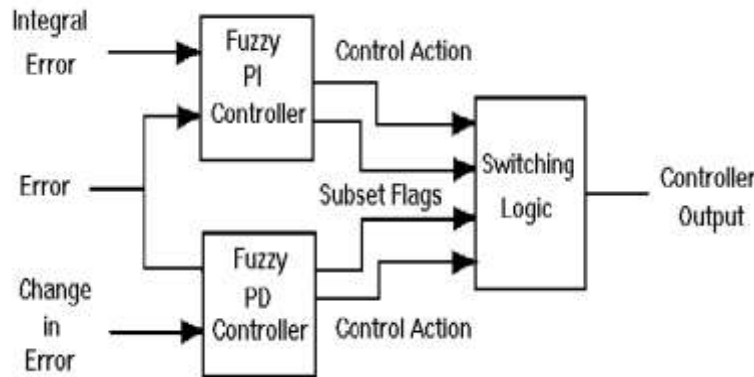 Integral
Error
Fuzzy
PI
Controller
Control Action
Error
Subset Flags
Switching
Logic
Controller
Output
Change
in
Error
Fuzzy
PD
Controller
Control Action